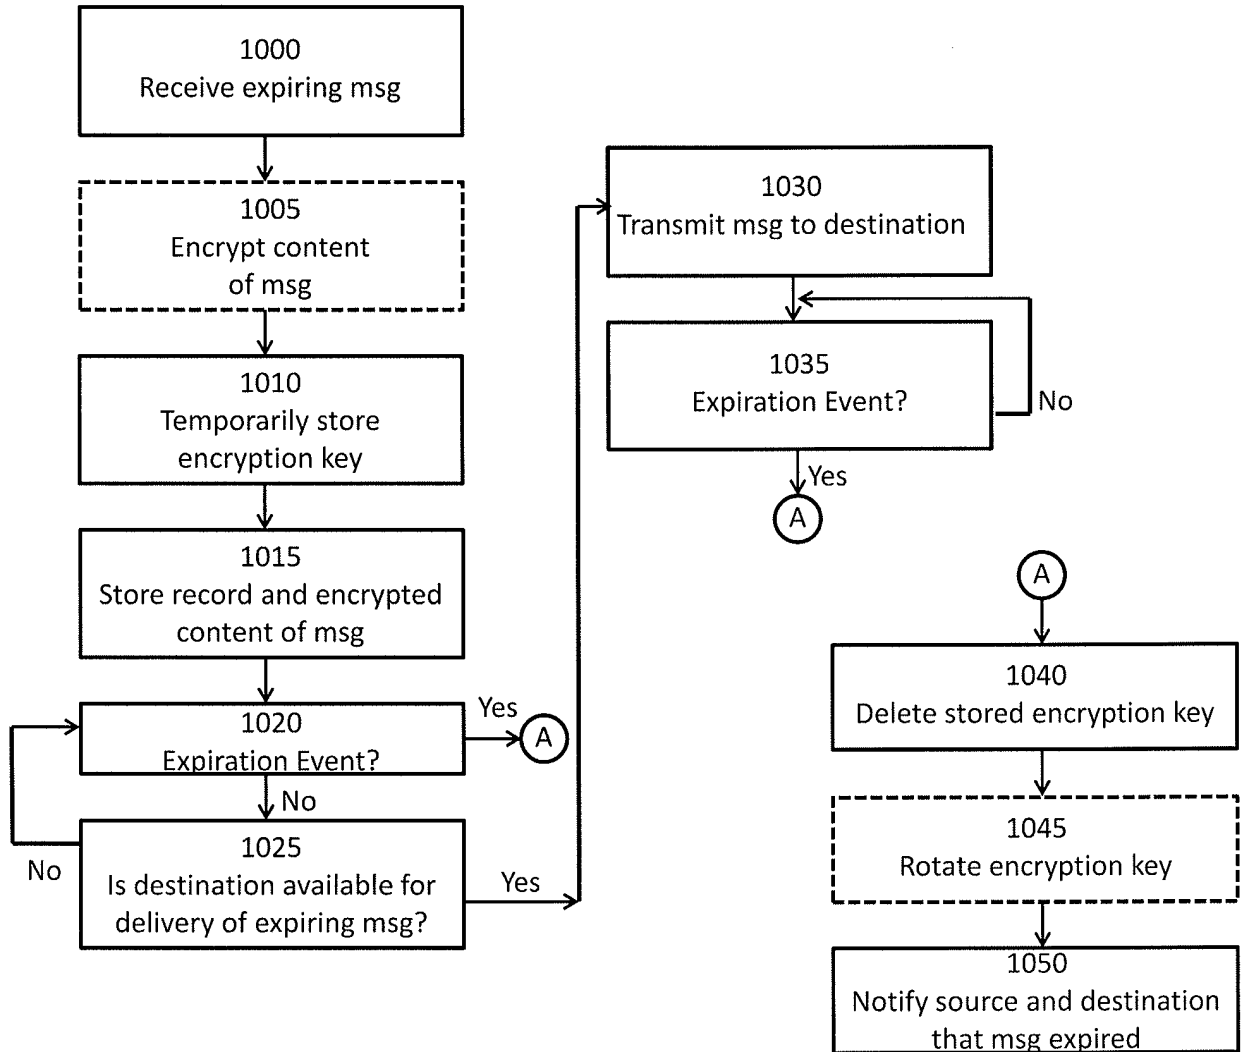 1000
Receive expiring msg
1005
Encrypt content
of msg
1010
Temporarily store
encryption key
1015
Store record and encrypted
content of msg
1020
Expiration Event?
Yes
A
No
1025
Is destination available for
delivery of expiring msg?
No
Yes
1030
Transmit msg to destination
1035
Expiration Event?
No
Yes
A
A
1040
Delete stored encryption key
1045
Rotate encryption key
1050
Notify source and destination
that msg expired